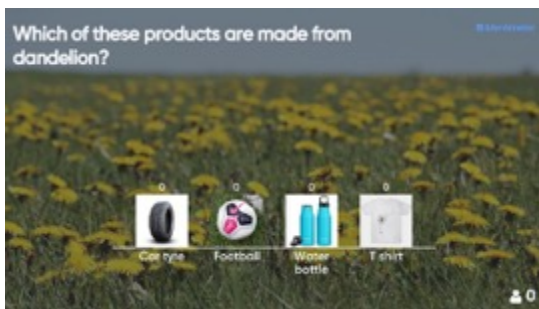 Which of these products are made from
dandelion?
0 0 0 0
Car tyre Football Water T shirt
bottle
0